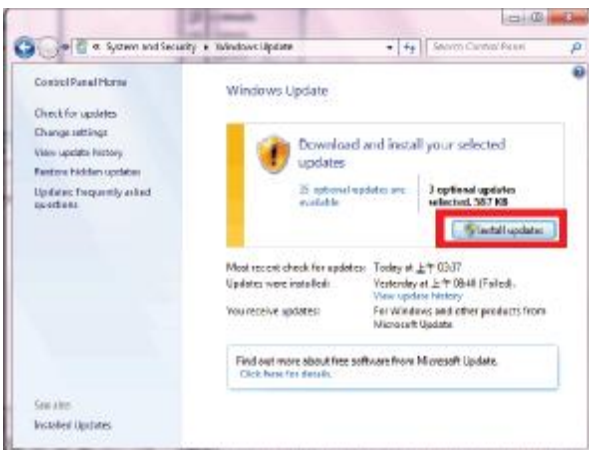 System and Security ▸ Windows Update
Search Control Panel
Control Panel Home
Check for updates
Change settings
View update history
Restore hidden updates
Updates: frequently asked
questions
See also
Installed Updates
Windows Update
Download and install your selected
updates
35 optional updates are
available
3 optional updates
selected, 587 KB
Install updates
Most recent check for updates: Today at 上午 03:37
Updates were installed: Yesterday at 上午 08:48 (Failed).
View update history
You receive updates: For Windows and other products from
Microsoft Update
Find out more about free software from Microsoft Update.
Click here for details.